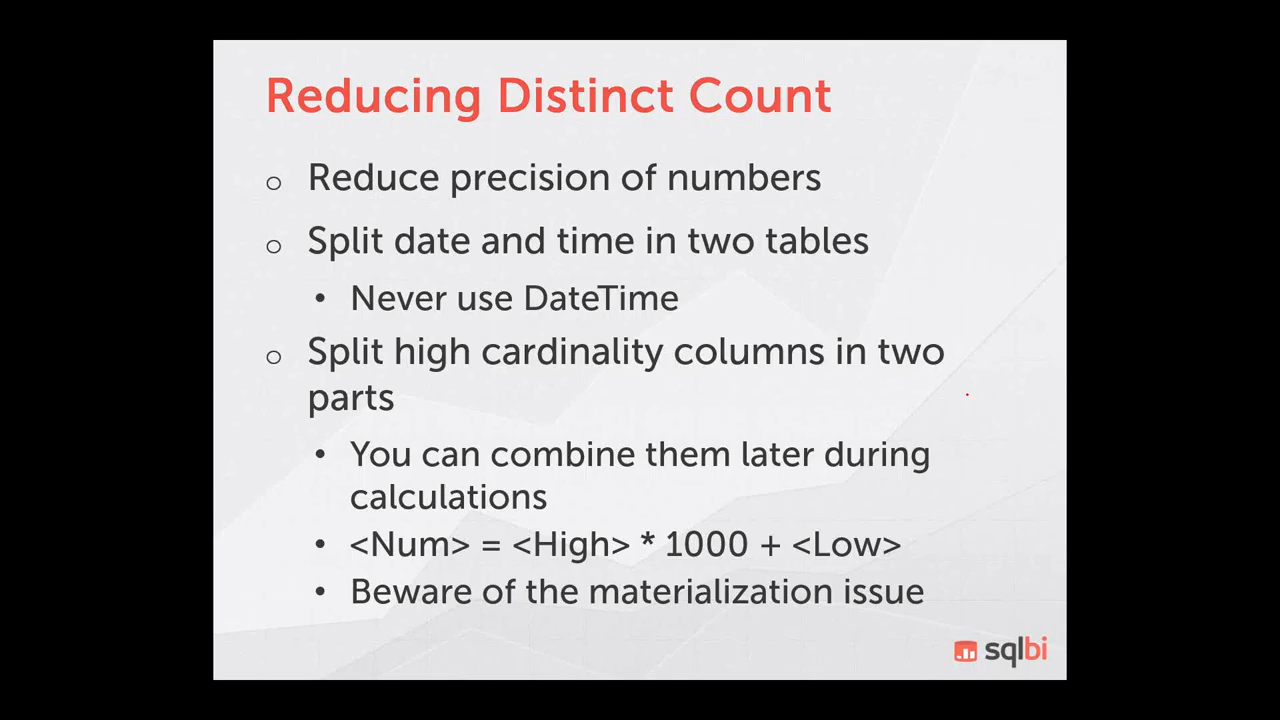 Reducing Distinct Count
o Reduce precision of numbers
o Split date and time in two tables
• Never use DateTime
o Split high cardinality columns in two
parts
• You can combine them later during
calculations
• <Num> = <High> * 1000 + <Low>
• Beware of the materialization issue
sqlbi